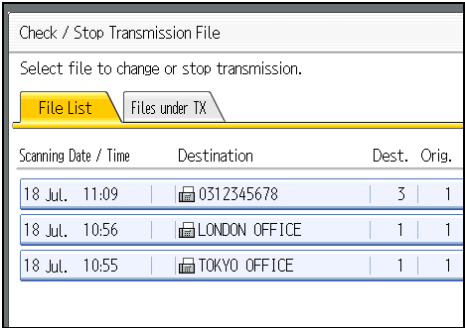 Check / Stop Transmission File
Select file to change or stop transmission.
File List Files under TX
Scanning Date / Time Destination Dest. Orig.
18 Jul. 11:09 0312345678 3 1
18 Jul. 10:56 LONDON OFFICE 1 1
18 Jul. 10:55 TOKYO OFFICE 1 1